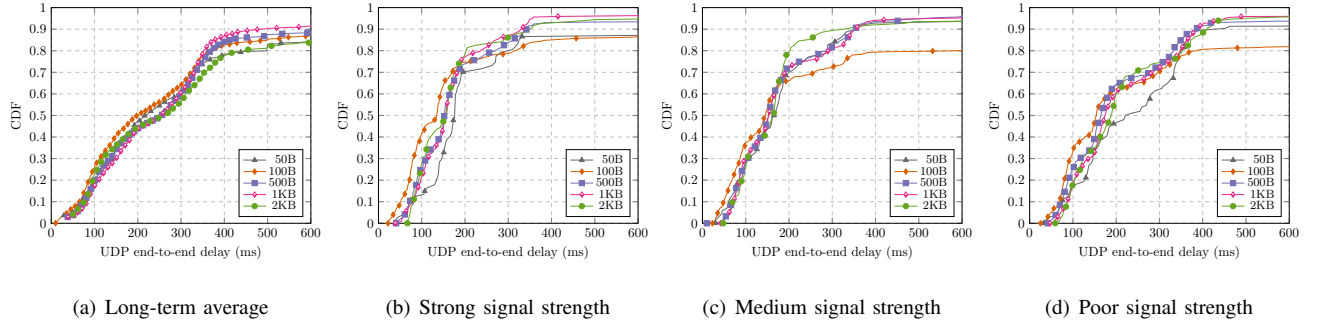 1
0.9
0.8
0.7
0.6
0.5
0.4
0.3
0.2
0.1
0
CDF
0 100 200 300 400 500 600
UDP end-to-end delay (ms)
50B
100B
500B
1KB
2KB
(a) Long-term average
1
0.9
0.8
0.7
0.6
0.5
0.4
0.3
0.2
0.1
0
CDF
0 100 200 300 400 500 600
UDP end-to-end delay (ms)
50B
100B
500B
1KB
2KB
(b) Strong signal strength
1
0.9
0.8
0.7
0.6
0.5
0.4
0.3
0.2
0.1
0
CDF
0 100 200 300 400 500 600
UDP end-to-end delay (ms)
50B
100B
500B
1KB
2KB
(c) Medium signal strength
1
0.9
0.8
0.7
0.6
0.5
0.4
0.3
0.2
0.1
0
CDF
0 100 200 300 400 500 600
UDP end-to-end delay (ms)
50B
100B
500B
1KB
2KB
(d) Poor signal strength